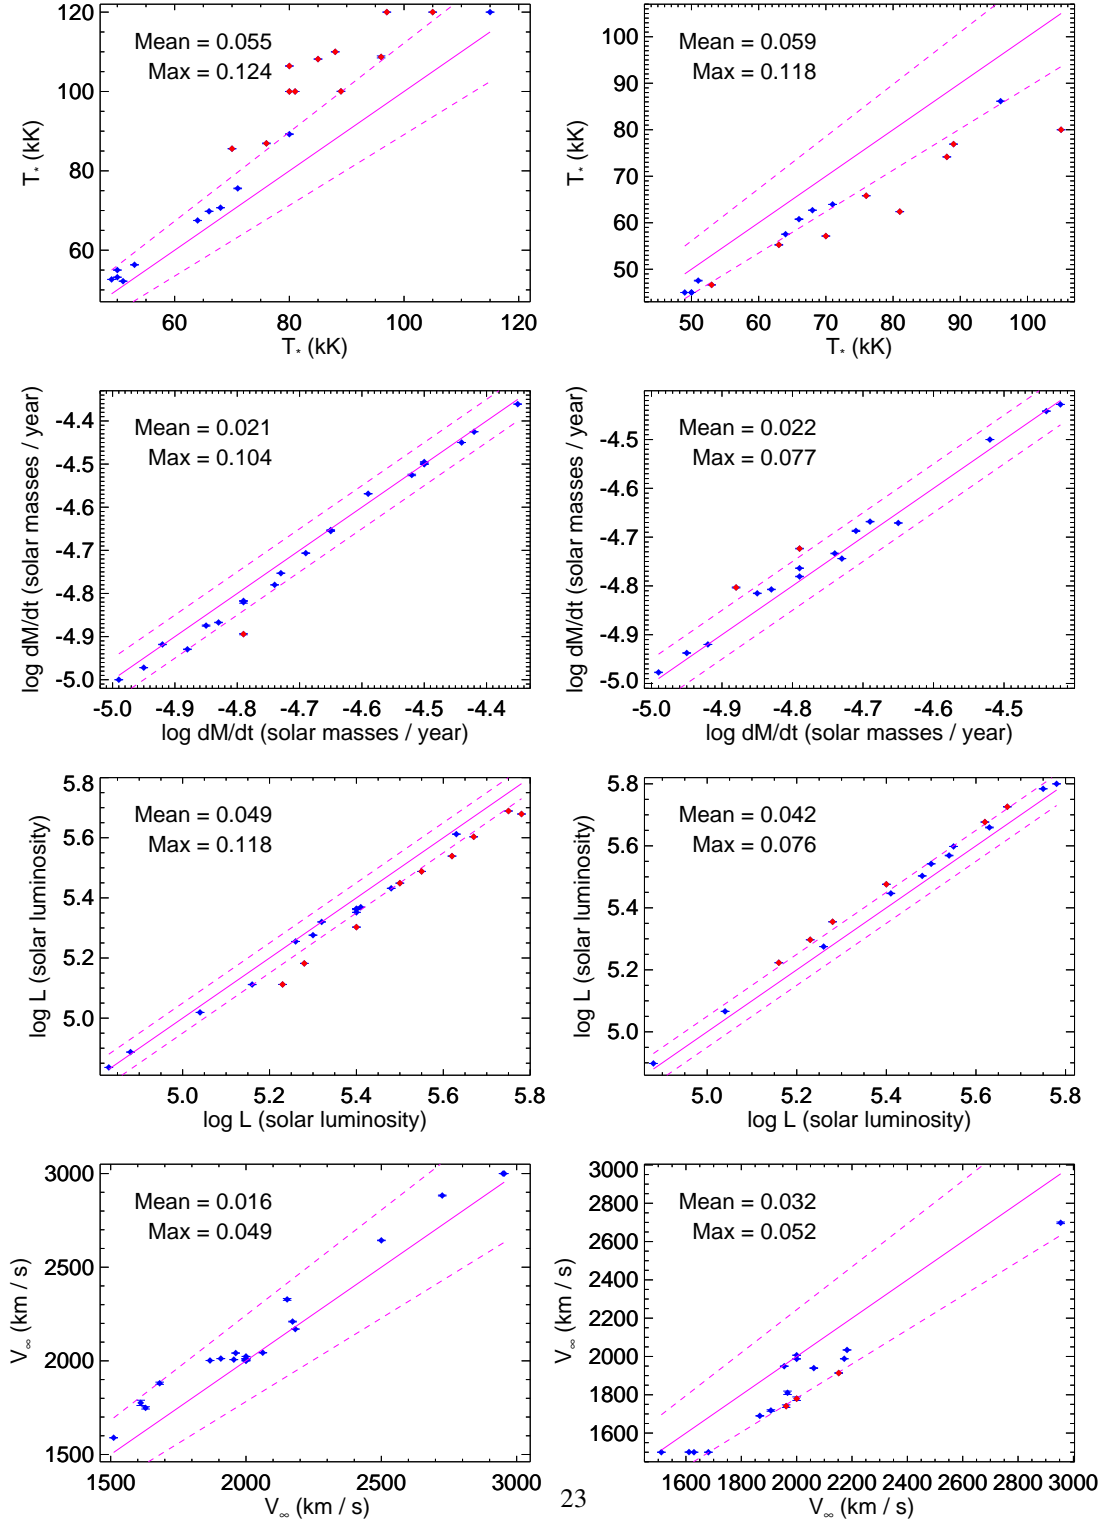 120
100
80
60
T* (kK)
Mean = 0.055
Max = 0.124
60 80 100 120
T* (kK)
100
90
80
70
60
50
T* (kK)
Mean = 0.059
Max = 0.118
50 60 70 80 90 100
T* (kK)
-4.4
-4.5
-4.6
-4.7
-4.8
-4.9
-5.0
log dM/dt (solar masses / year)
Mean = 0.021
Max = 0.104
-5.0 -4.9 -4.8 -4.7 -4.6 -4.5 -4.4
log dM/dt (solar masses / year)
-4.5
-4.6
-4.7
-4.8
-4.9
-5.0
log dM/dt (solar masses / year)
Mean = 0.022
Max = 0.077
-5.0 -4.9 -4.8 -4.7 -4.6 -4.5
log dM/dt (solar masses / year)
5.8
5.6
5.4
5.2
5.0
log L (solar luminosity)
Mean = 0.049
Max = 0.118
5.0 5.2 5.4 5.6 5.8
log L (solar luminosity)
5.8
5.6
5.4
5.2
5.0
log L (solar luminosity)
Mean = 0.042
Max = 0.076
5.0 5.2 5.4 5.6 5.8
log L (solar luminosity)
3000
2500
2000
1500
V∞ (km / s)
Mean = 0.016
Max = 0.049
1500 2000 2500 3000
V∞ (km / s)
3000
2800
2600
2400
2200
2000
1800
1600
V∞ (km / s)
Mean = 0.032
Max = 0.052
1600 1800 2000 2200 2400 2600 2800 3000
V∞ (km / s)
23